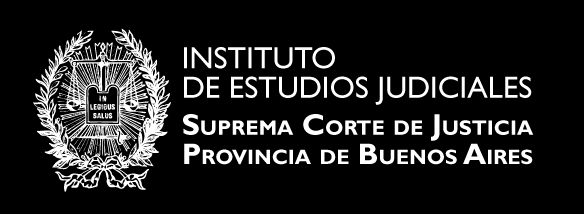 IN
LEGIBUS
SALUS
INSTITUTO
DE ESTUDIOS JUDICIALES
SUPREMA CORTE DE JUSTICIA
PROVINCIA DE BUENOS AIRES